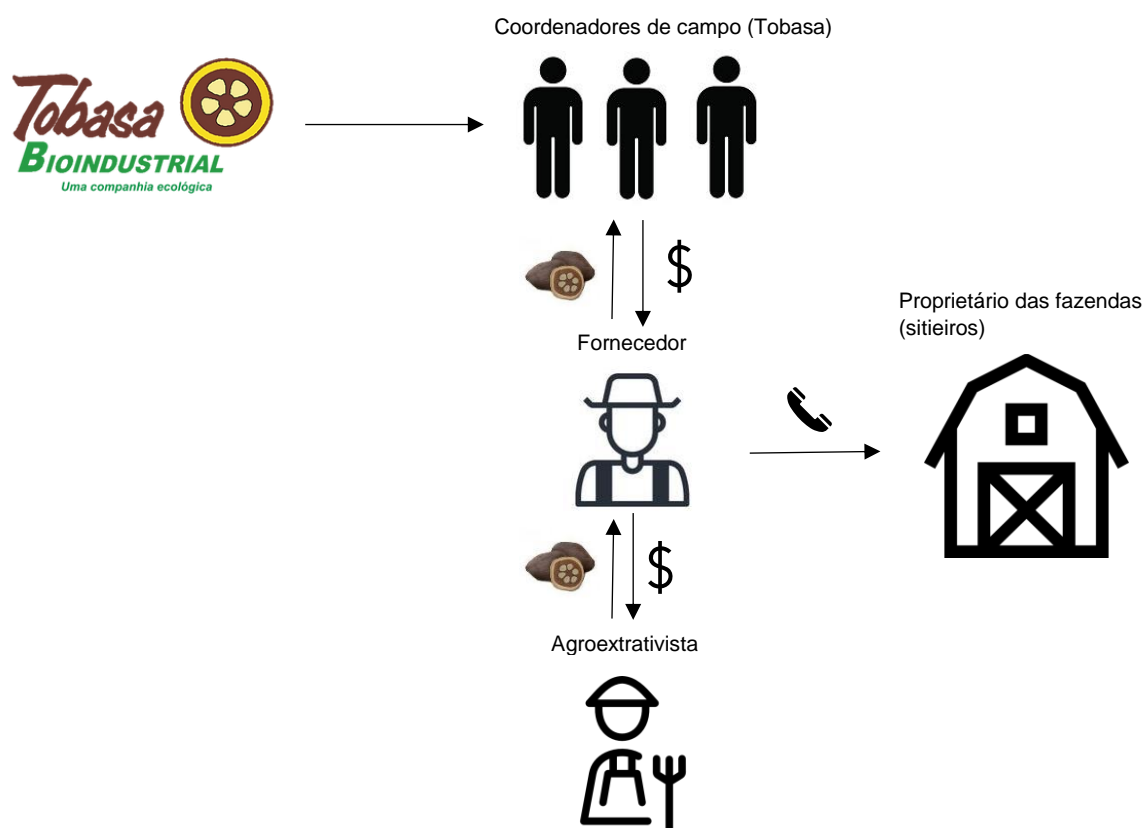 Coordenadores de campo (Tobasa)
Tobasa
BIOINDUSTRIAL
Uma companhia ecológica
$
Proprietário das fazendas
(sitieiros)
Fornecedor
$
Agroextrativista